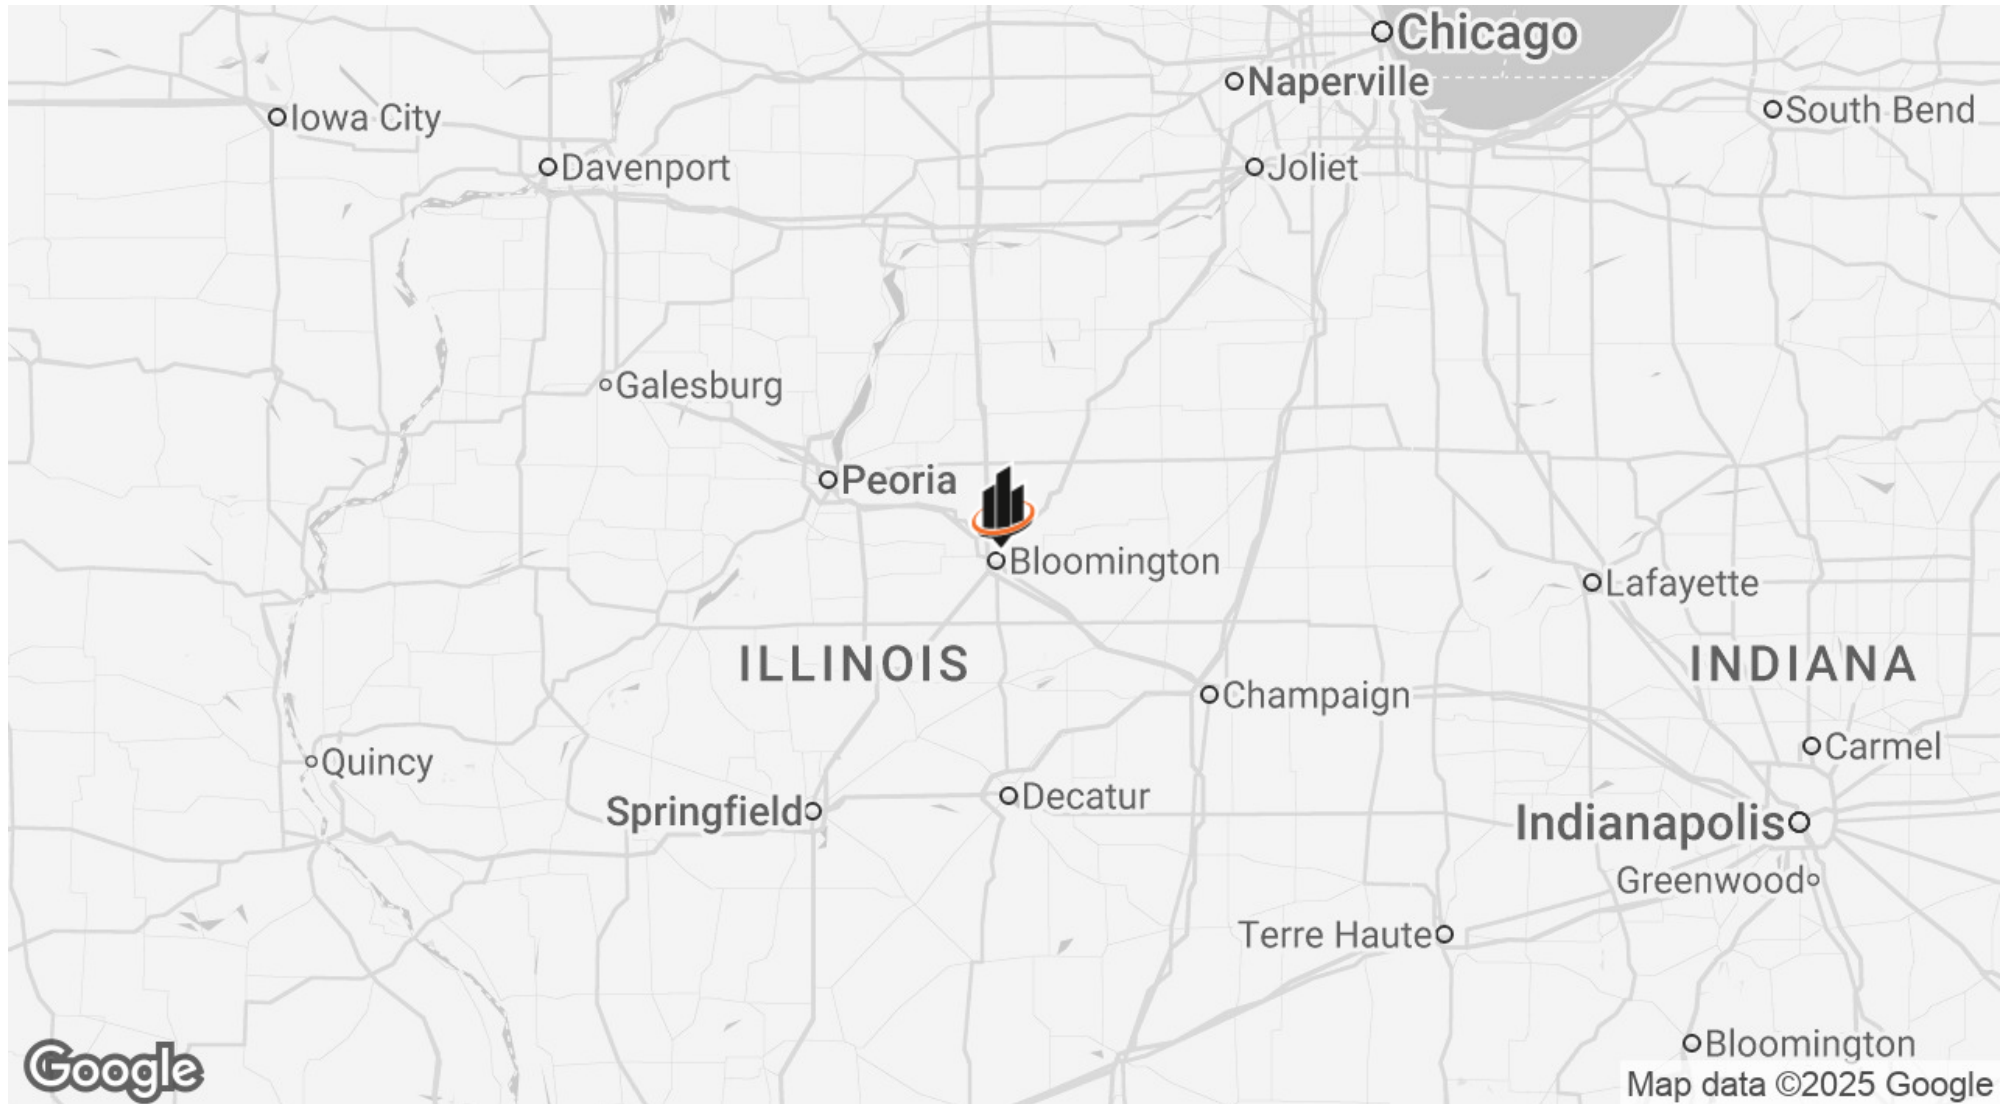 Chicago
Naperville
South Bend
Iowa City
Davenport
Joliet
Galesburg
Peoria
Bloomington
Lafayette
ILLINOIS
INDIANA
Champaign
Carmel
Quincy
Springfield
Decatur
Indianapolis
Greenwood
Terre Haute
Bloomington
Google
Map data ©2025 Google